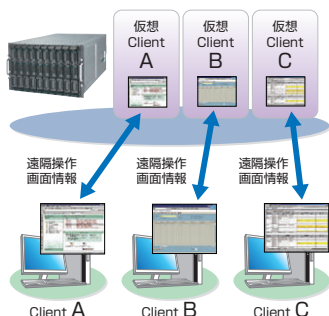 仮想
Client
A
仮想
Client
B
仮想
Client
C
遠隔操作
画面情報
遠隔操作
画面情報
遠隔操作
画面情報
Client A
Client B
Client C